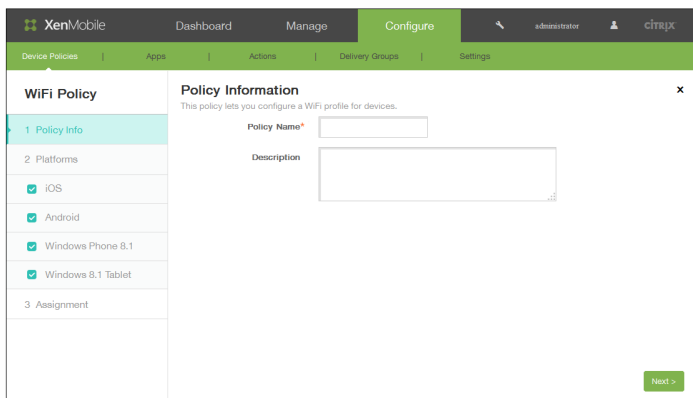 XenMobile Dashboard Manage Configure administrator CITRIX
Device Policies | Apps | Actions | Delivery Groups | Settings
WiFi Policy
1 Policy Info
2 Platforms
iOS
Android
Windows Phone 8.1
Windows 8.1 Tablet
3 Assignment
Policy Information
This policy lets you configure a WiFi profile for devices.
x
Policy Name*
Description
Next >